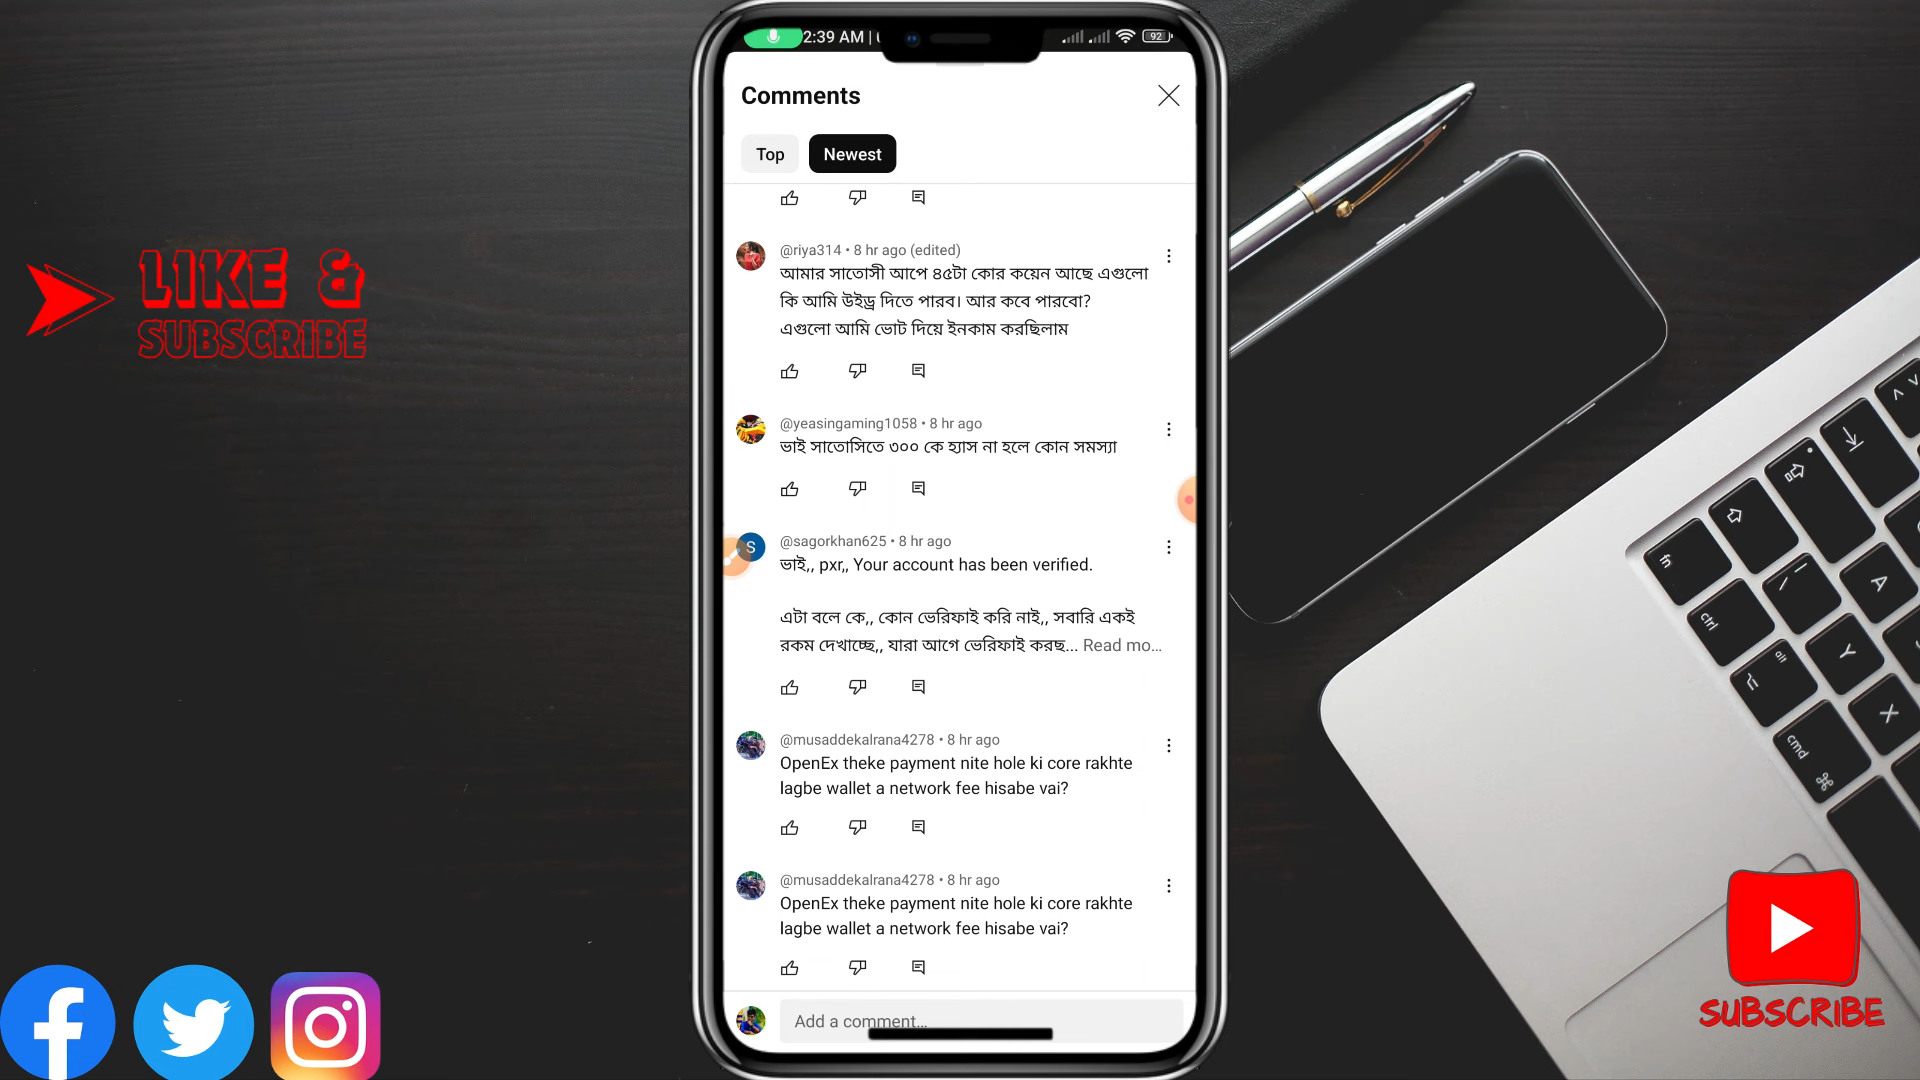 2:39 AM |
92
Comments
Top
Newest
@riya314 • 8 hr ago (edited)
আমার সাতোসী আপে ৪৫টা কোর কয়েন আছে এগুলো
কি আমি উইড্র দিতে পারব। আর কবে পারবো?
এগুলো আমি ভোট দিয়ে ইনকাম করছিলাম
@yeasingaming1058 • 8 hr ago
ভাই সাতোসিতে ৩০০ কে হ্যাস না হলে কোন সমস্যা
@sagorkhan625 • 8 hr ago
S
ভাই,, pxr,, Your account has been verified.
এটা বলে কে,, কোন ভেরিফাই করি নাই,, সবারি একই
রকম দেখাচ্ছে,, যারা আগে ভেরিফাই করছ... Read mo...
@musaddekalrana4278 • 8 hr ago
OpenEx theke payment nite hole ki core rakhte
lagbe wallet a network fee hisabe vai?
@musaddekalrana4278 • 8 hr ago
OpenEx theke payment nite hole ki core rakhte
lagbe wallet a network fee hisabe vai?
Add a comment...
LIKE &
SUBSCRIBE
SUBSCRIBE
fn
ctrl
alt
cmd
A
Y
X